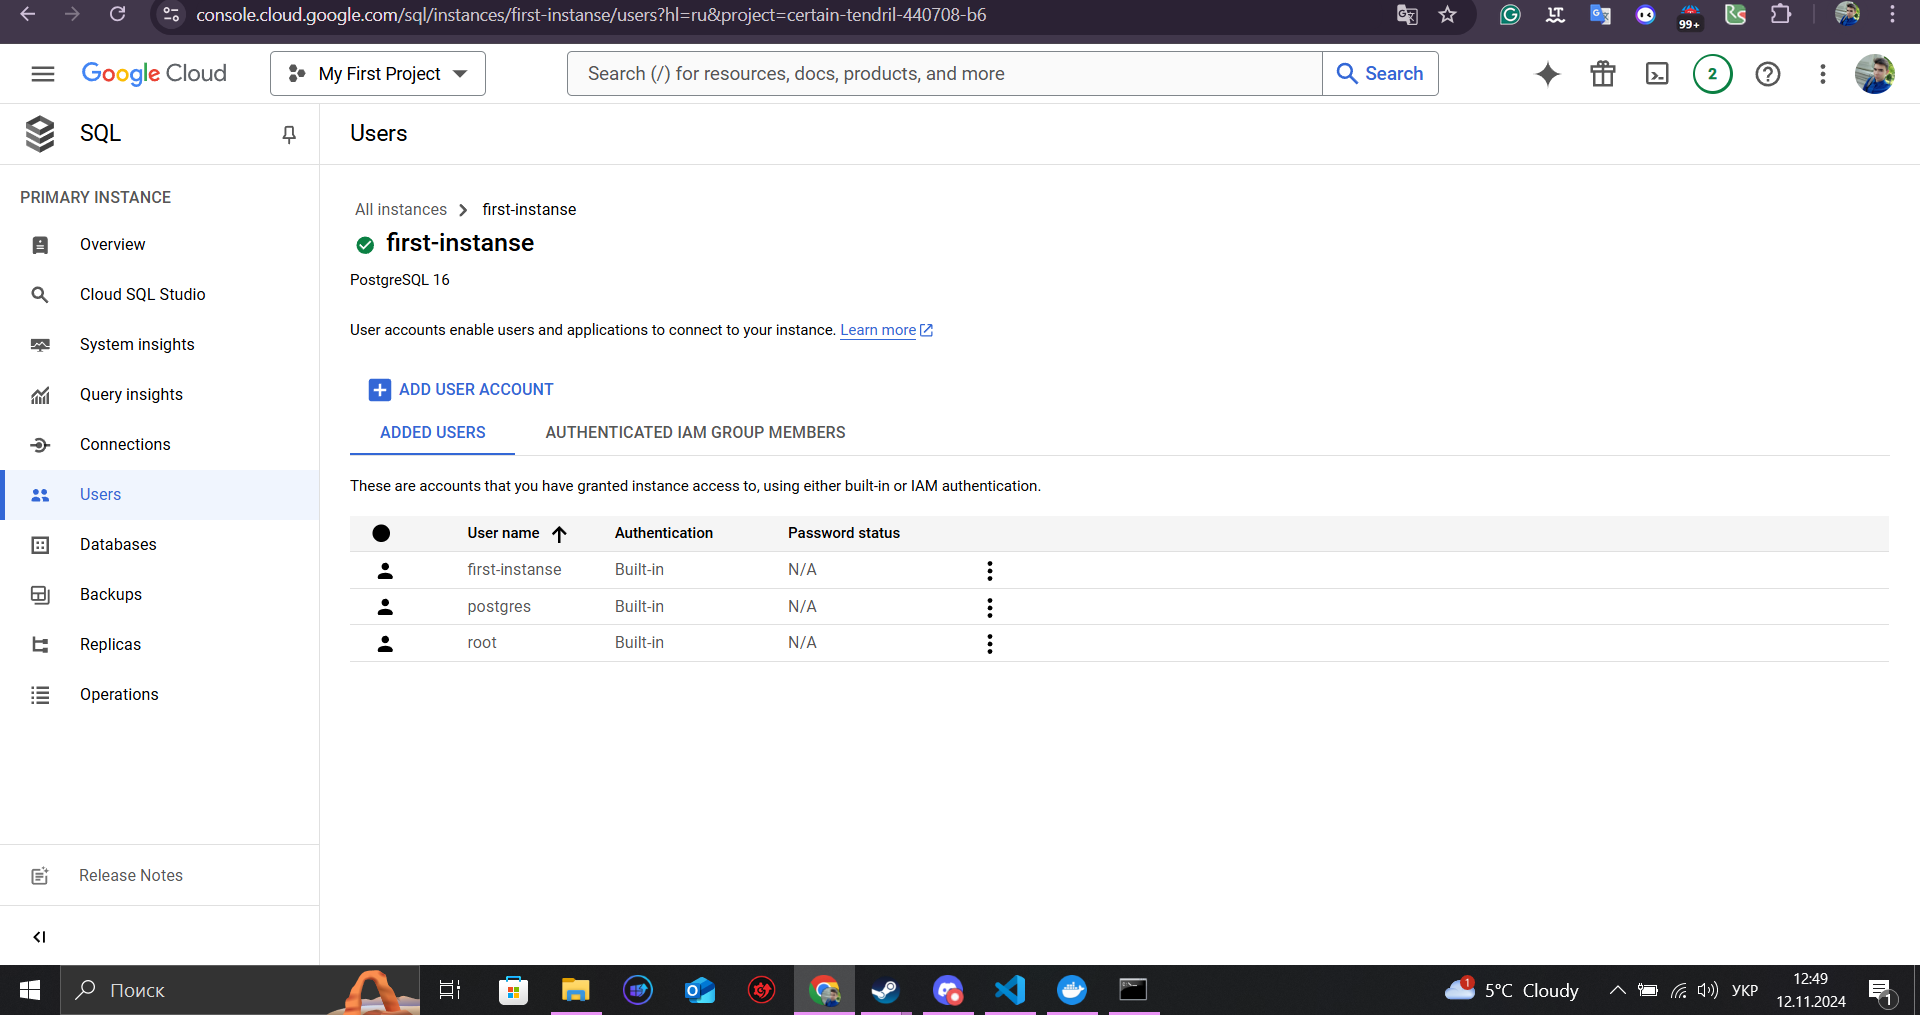 console.cloud.google.com/sql/instances/first-instanse/users?hl=ru&project=certain-tendril-440708-b6
99+
Google Cloud
My First Project
Search (/) for resources, docs, products, and more
Search
2
SQL
Users
PRIMARY INSTANCE
Overview
Cloud SQL Studio
System insights
Query insights
Connections
Users
Databases
Backups
Replicas
Operations
Release Notes
All instances
first-instanse
first-instanse
PostgreSQL 16
User accounts enable users and applications to connect to your instance. Learn more
ADD USER ACCOUNT
ADDED USERS
AUTHENTICATED IAM GROUP MEMBERS
These are accounts that you have granted instance access to, using either built-in or IAM authentication.
User name Authentication Password status
first-instanse Built-in N/A
postgres Built-in N/A
root Built-in N/A
Поиск
1
5°C Cloudy
УКР
12:49
12.11.2024
1